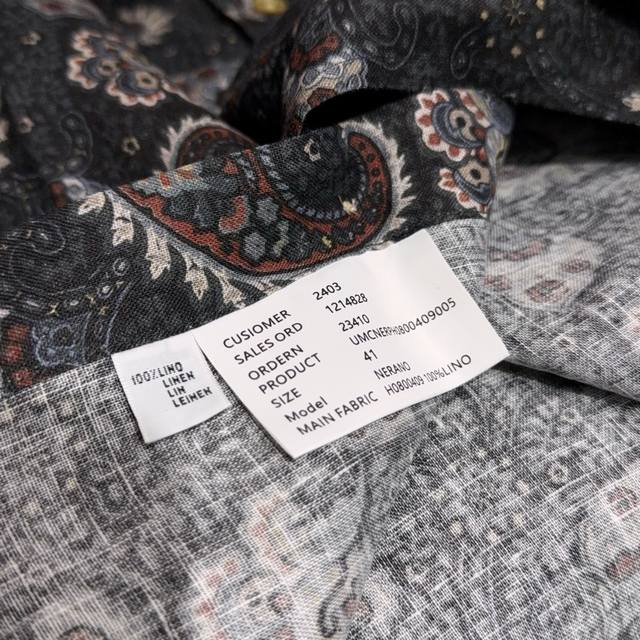 100%LINO
LINEN
LIN
LEINEN
CUSIOMER 2403
SALES ORD 1214828
ORDERN 23410
PRODUCT UMCNERPH0800409005
SIZE 41
Model NERANO
MAIN FABRIC H0800409 100%LINO